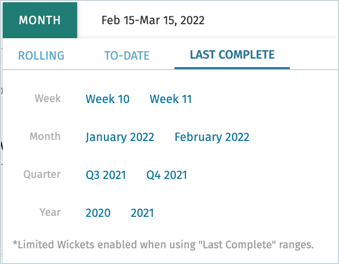 MONTH Feb 15-Mar 15, 2022
ROLLING TO-DATE LAST COMPLETE
Week Week 10 Week 11
Month January 2022 February 2022
Quarter Q3 2021 Q4 2021
Year 2020 2021
*Limited Wickets enabled when using "Last Complete" ranges.